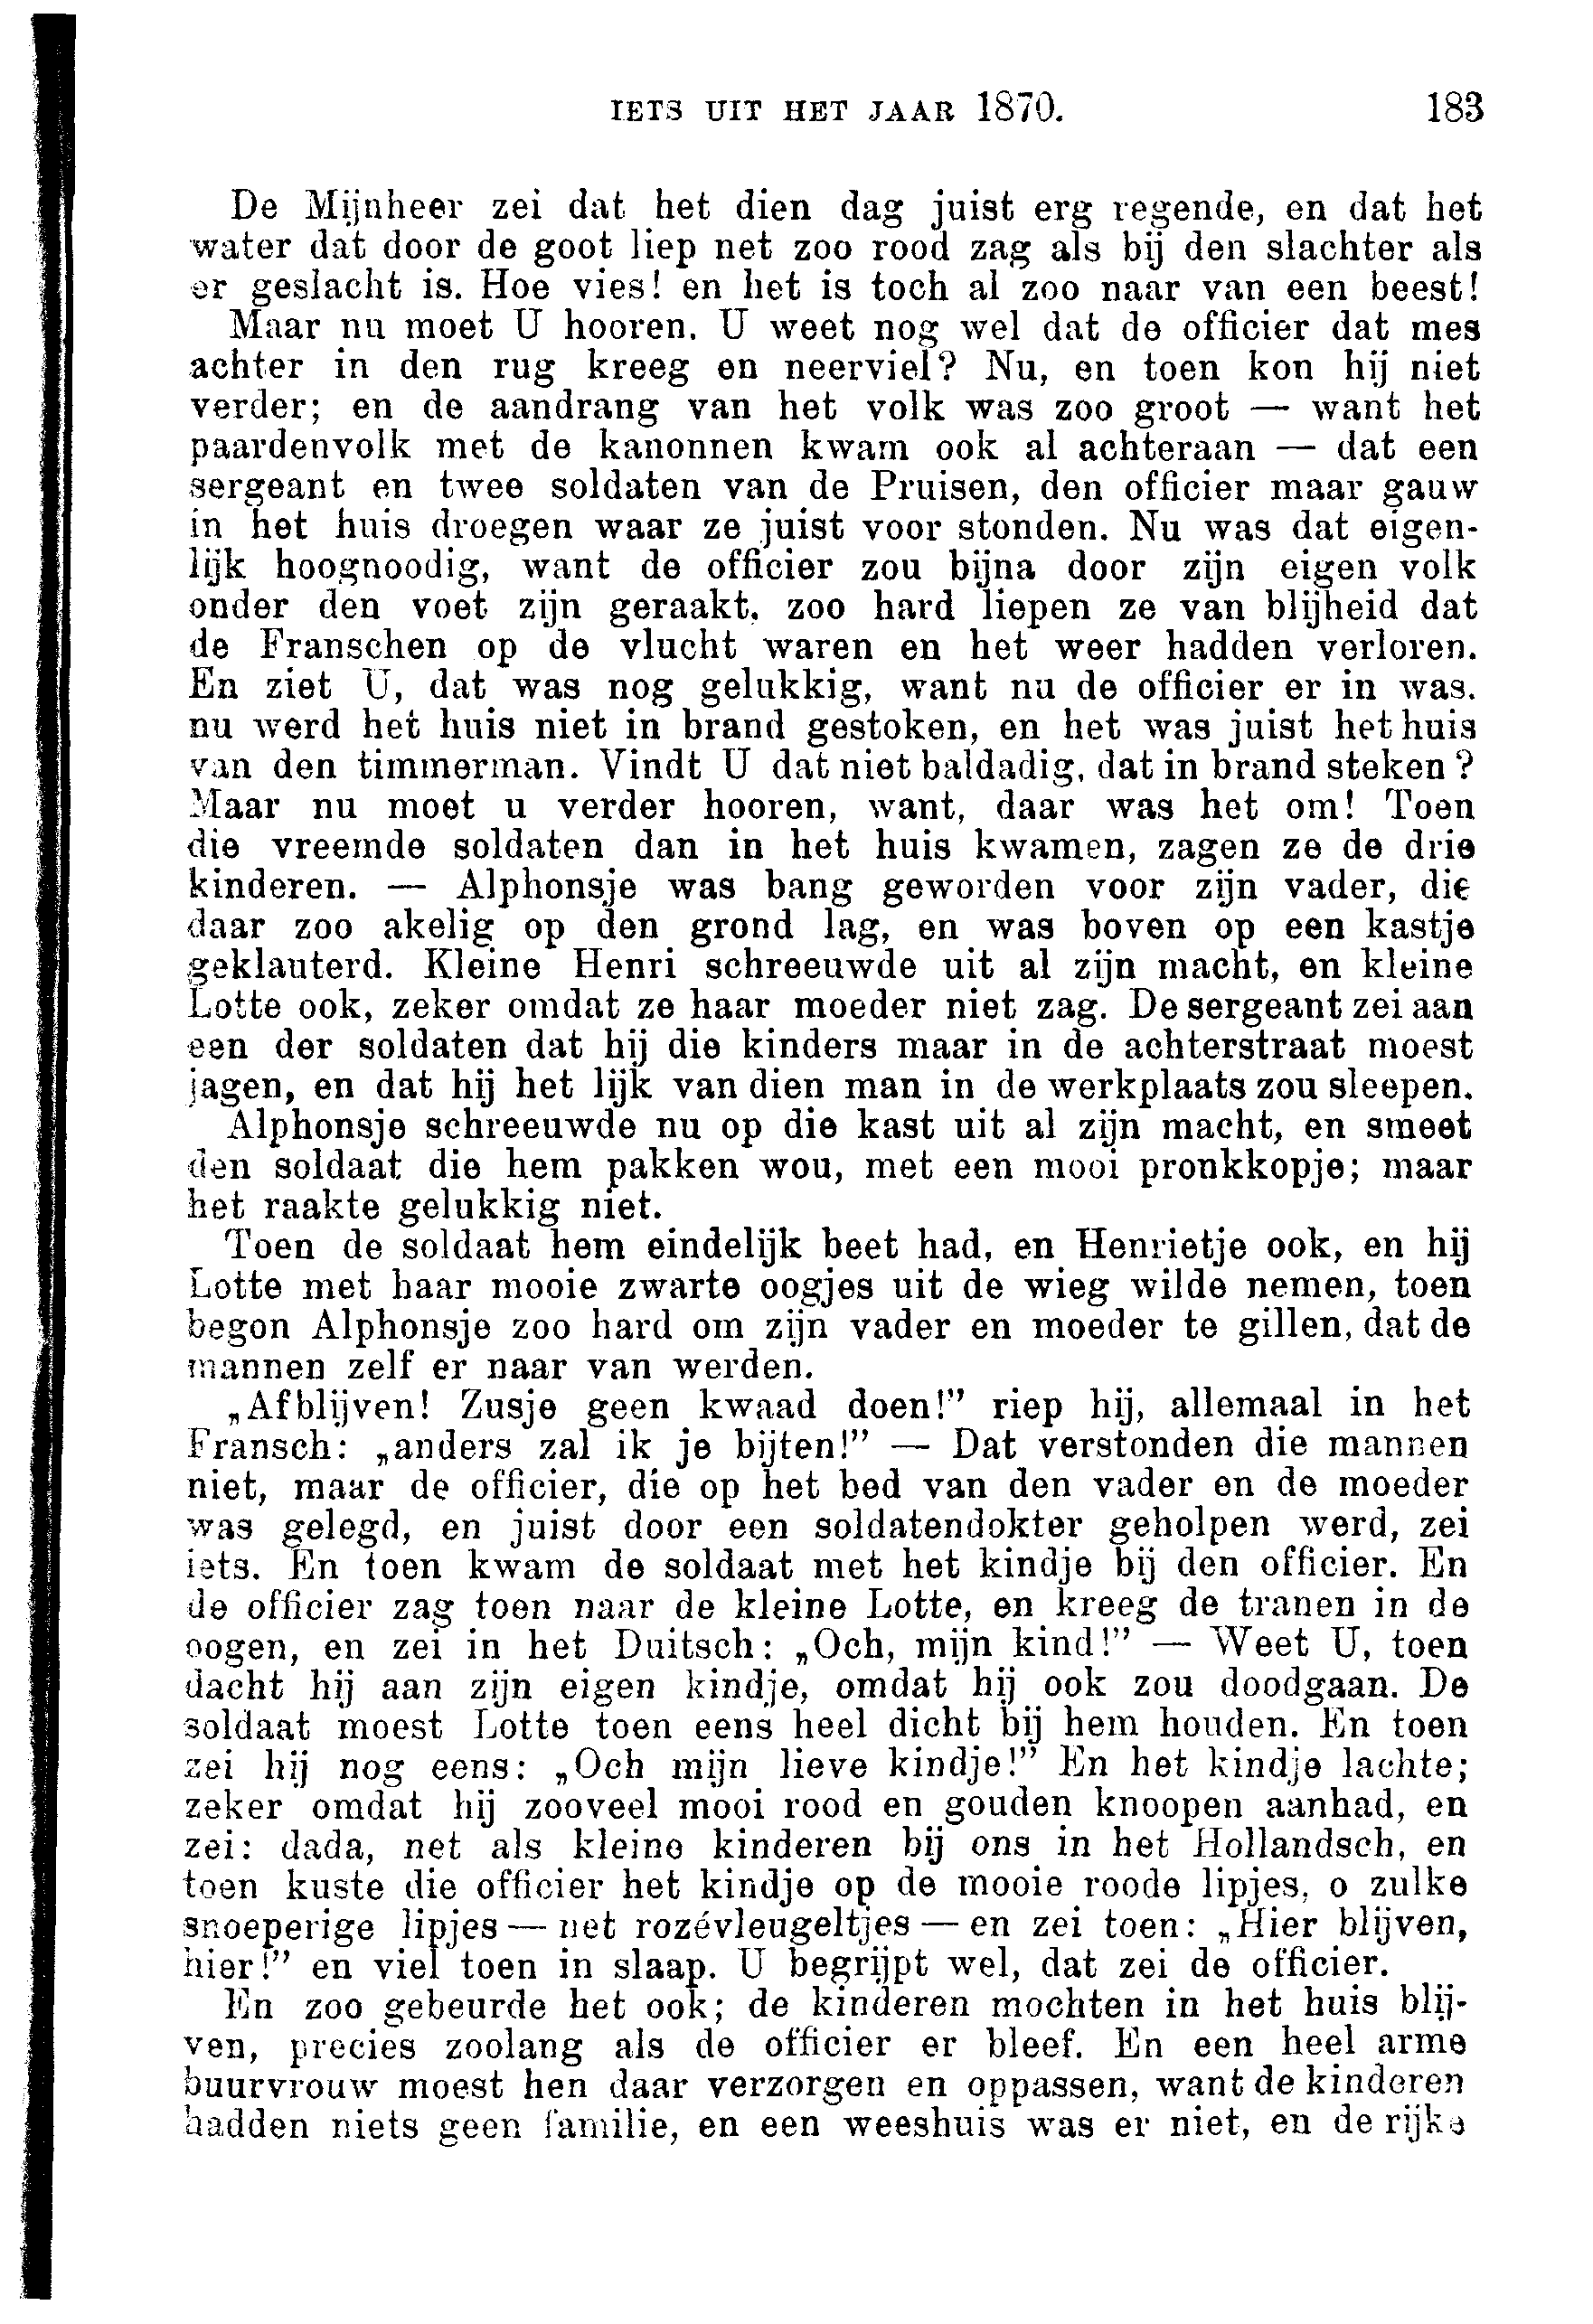 IETS UIT HET JAAR 1870. 183
De Mijnheer zei dat het dien dag juist erg regende, en dat het
water dat door de goot liep net zoo rood zag als bij den slachter als
er geslacht is. Hoe vies! en het is toch al zoo naar van een beest!
Maar nu moet U hooren. U weet nog wel dat de officier dat mes
achter in den rug kreeg en neerviel? Nu, en toen kon hij niet
verder; en de aandrang van het volk was zoo groot — want het
paardenvolk met de kanonnen kwam ook al achteraan — dat een
sergeant en twee soldaten van de Pruisen, den officier maar gauw
in het huis droegen waar ze juist voor stonden. Nu was dat eigen-
lijk hoognoodig, want de officier zou bijna door zijn eigen volk
onder den voet zijn geraakt, zoo hard liepen ze van blijheid dat
de Franschen op de vlucht waren en het weer hadden verloren.
En ziet U, dat was nog gelukkig, want nu de officier er in was.
nu werd het huis niet in brand gestoken, en het was juist het huis
van den timmerman. Vindt U dat niet baldadig, dat in brand steken?
Maar nu moet u verder hooren, want, daar was het om! Toen
die vreemde soldaten dan in het huis kwamen, zagen ze de drie
kinderen. — Alphonsje was bang geworden voor zijn vader, die
daar zoo akelig op den grond lag, en was boven op een kastje
geklauterd. Kleine Henri schreeuwde uit al zijn macht, en kleine
Lotte ook, zeker omdat ze haar moeder niet zag. De sergeant zei aan
een der soldaten dat hij die kinders maar in de achterstraat moest
jagen, en dat hij het lijk van dien man in de werkplaats zou sleepen.
Alphonsje schreeuwde nu op die kast uit al zijn macht, en smeet
den soldaat die hem pakken wou, met een mooi pronkkopje; maar
het raakte gelukkig niet.
Toen de soldaat hem eindelijk beet had, en Henrietje ook, en hij
Lotte met haar mooie zwarte oogjes uit de wieg wilde nemen, toen
begon Alphonsje zoo hard om zijn vader en moeder te gillen, dat de
mannen zelf er naar van werden.
„Afblijven! Zusje geen kwaad doen!” riep hij, allemaal in het
Fransch: „anders zal ik je bijten!” — Dat verstonden die mannen
niet, maar de officier, die op het bed van den vader en de moeder
was gelegd, en juist door een soldatendokter geholpen werd, zei
iets. En toen kwam de soldaat met het kindje bij den officier. En
de officier zag toen naar de kleine Lotte, en kreeg de tranen in de
oogen, en zei in het Duitsch: „Och, mijn kind!” — Weet U, toen
dacht hij aan zijn eigen kindje, omdat hij ook zou doodgaan. De
soldaat moest Lotte toen eens heel dicht bij hem houden. En toen
zei hij nog eens: „Och mijn lieve kindje!” En het kindje lachte;
zeker omdat hij zooveel mooi rood en gouden knoopen aanhad, en
zei: dada, net als kleine kinderen bij ons in het Hollandsch, en
toen kuste die officier het kindje op de mooie roode lipjes, o zulke
snoeperige lipjes — net rozévleugeltjes — en zei toen: „Hier blijven,
hier!” en viel toen in slaap. U begrijpt wel, dat zei de officier.
En zoo gebeurde het ook; de kinderen mochten in het huis blij-
ven, precies zoolang als de officier er bleef. En een heel arme
buurvrouw moest hen daar verzorgen en oppassen, want de kinderen
hadden niets geen familie, en een weeshuis was er niet, en de rijke